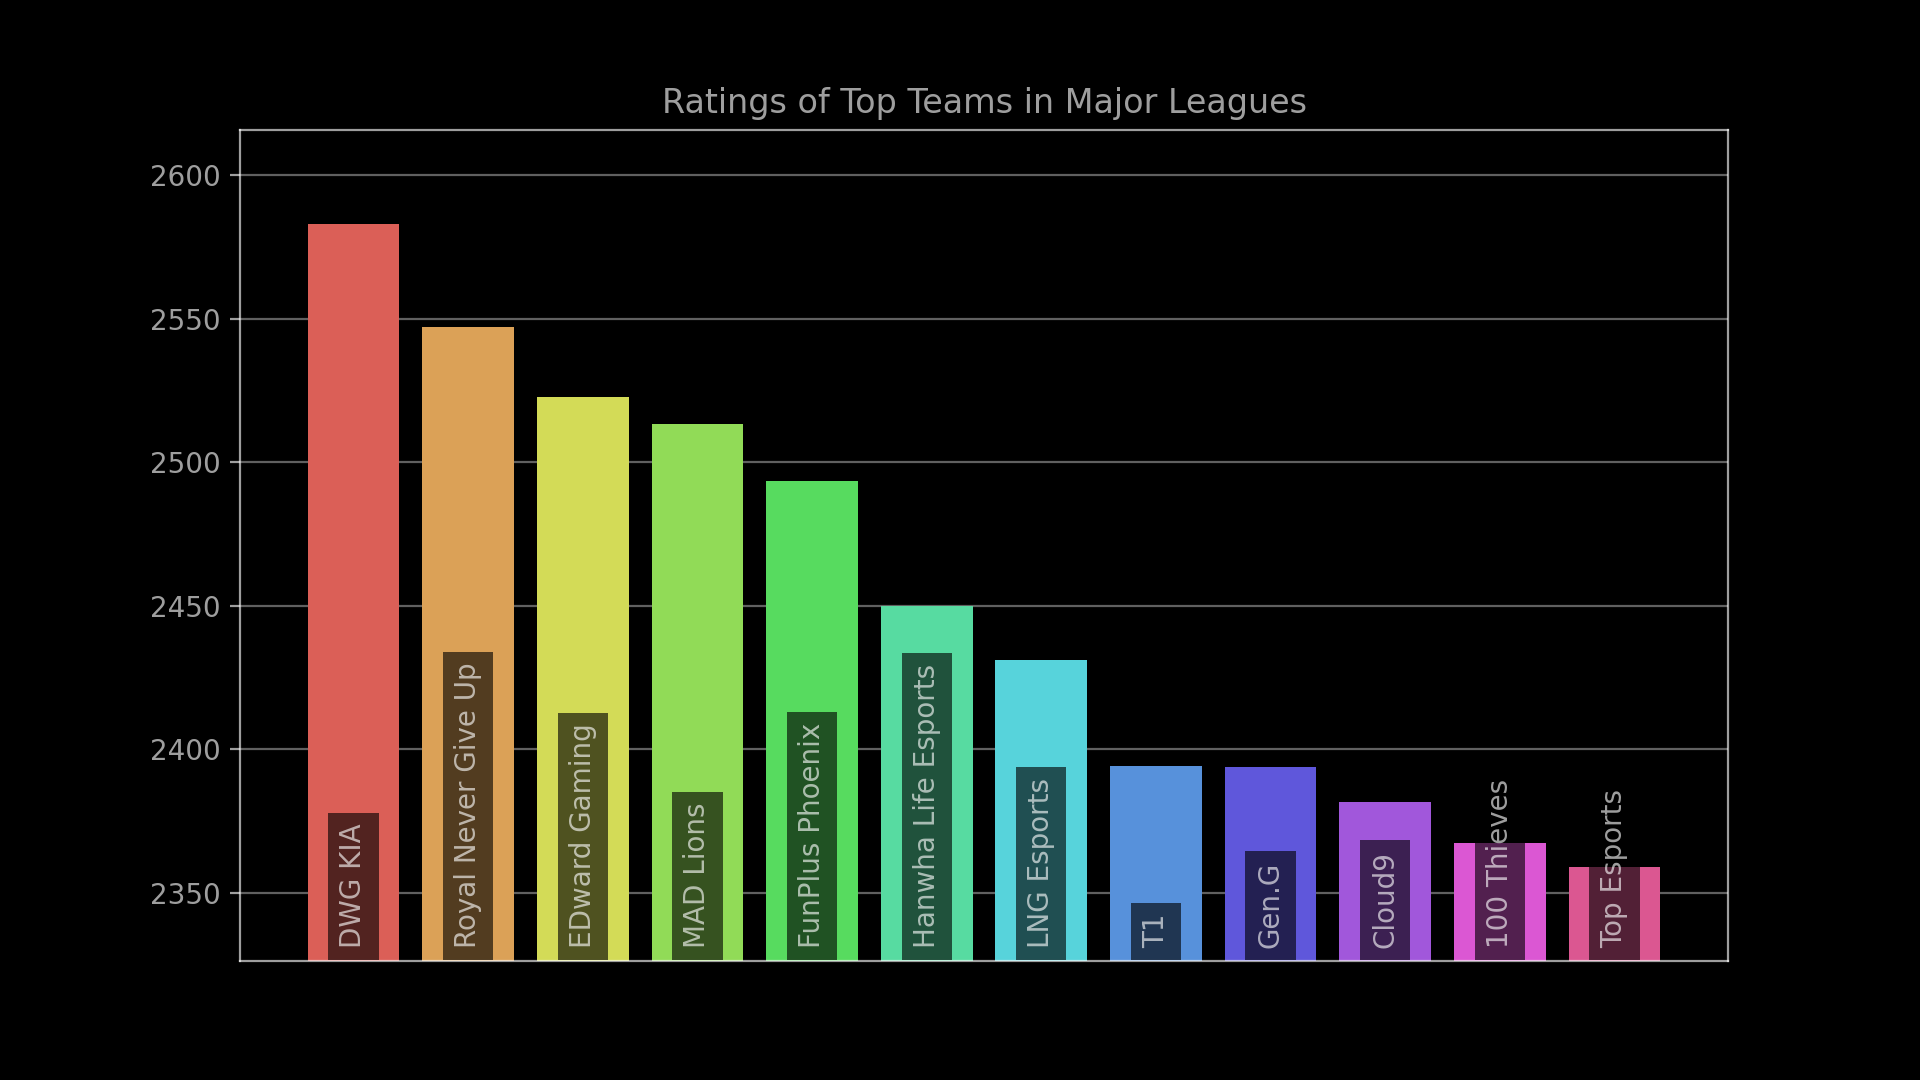 Ratings of Top Teams in Major Leagues
2600
2550
2500
2450
2400
2350
DWG KIA
Royal Never Give Up
EDward Gaming
MAD Lions
FunPlus Phoenix
Hanwha Life Esports
LNG Esports
T1
Gen.G
Cloud9
100 Thieves
Top Esports